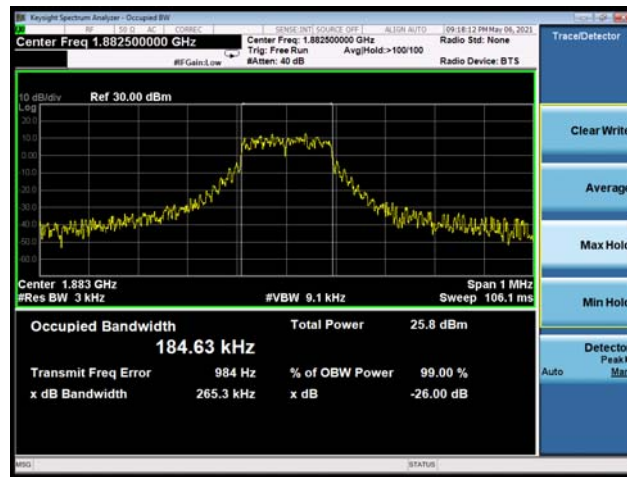 Keysight Spectrum Analyzer - Occupied BW
RF 50 Ω AC CORREC SENSE:INT SOURCE OFF ALIGN AUTO 09:18:12 PM May 06, 2021
Center Freq 1.882500000 GHz
Center Freq: 1.882500000 GHz
Radio Std: None
Trig: Free Run Avg|Hold:>100/100
#IFGain:Low #Atten: 40 dB Radio Device: BTS
10 dB/div Ref 30.00 dBm
Log
20.0
10.0
0.00
10.0
20.0
30.0
40.0
50.0
60.0
Center 1.883 GHz Span 1 MHz
#Res BW 3 kHz #VBW 9.1 kHz Sweep 106.1 ms
Occupied Bandwidth Total Power 25.8 dBm
184.63 kHz
Transmit Freq Error 984 Hz % of OBW Power 99.00 %
x dB Bandwidth 265.3 kHz x dB -26.00 dB
MSG STATUS
Trace/Detector
Clear Write
Average
Max Hold
Min Hold
Detector
Peak
Auto Man